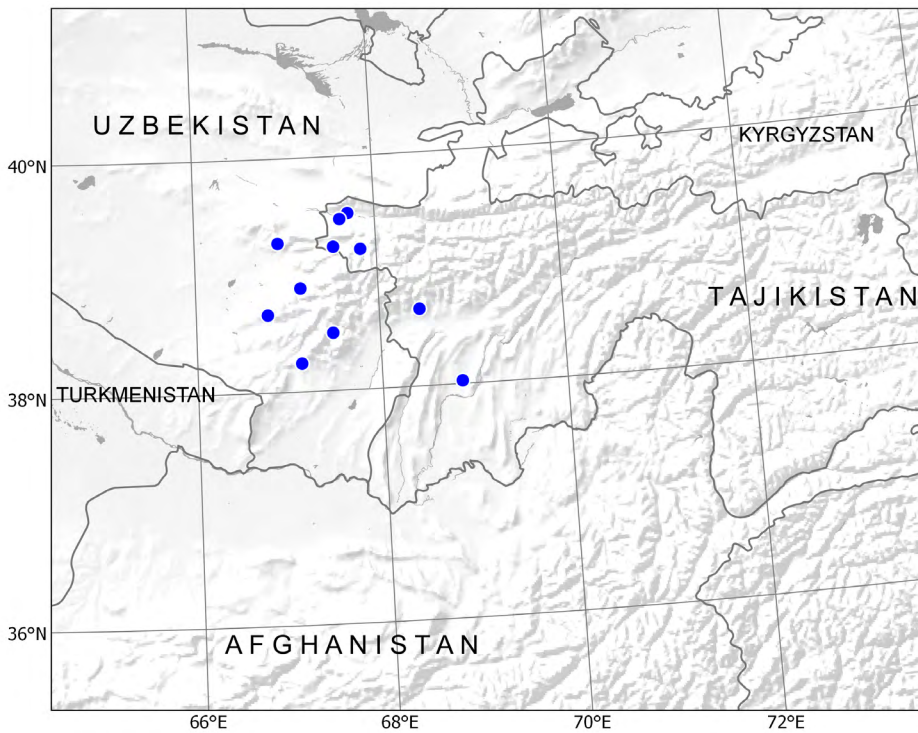 UZBEKISTAN
KYRGYZSTAN
40°N
TAJIKISTAN
TURKMENISTAN
38°N
36°N
AFGHANISTAN
66°E 68°E 70°E 72°E